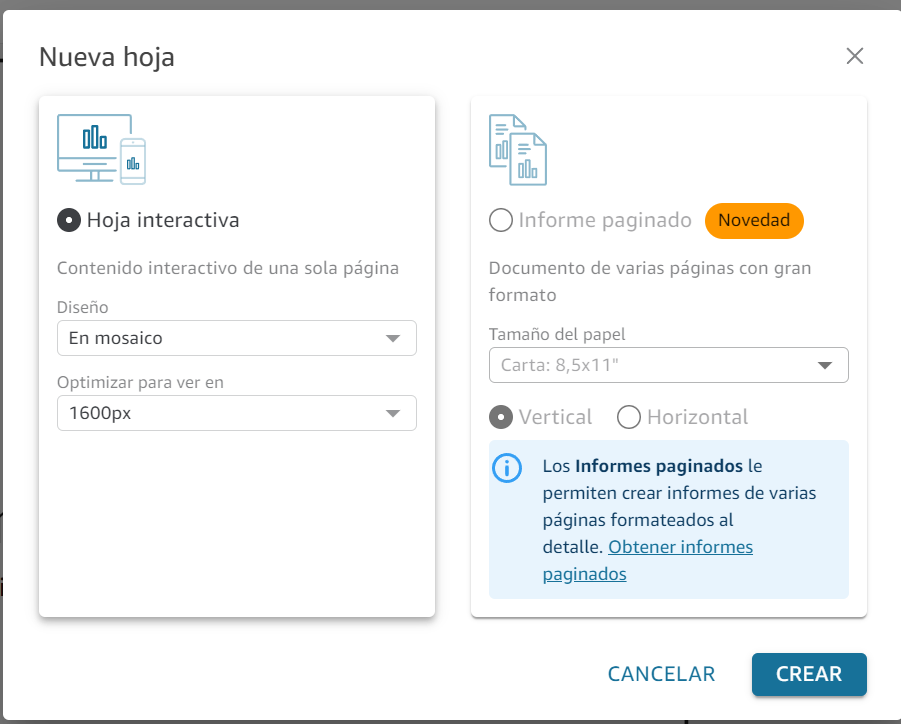 Nueva hoja
Hoja interactiva
Contenido interactivo de una sola página
Diseño
En mosaico
Optimizar para ver en
1600px
Informe paginado
Novedad
Documento de varias páginas con gran
formato
Tamaño del papel
Carta: 8,5x11"
Vertical
Horizontal
Los Informes paginados le
permiten crear informes de varias
páginas formateados al
detalle. Obtener informes
paginados
CANCELAR
CREAR